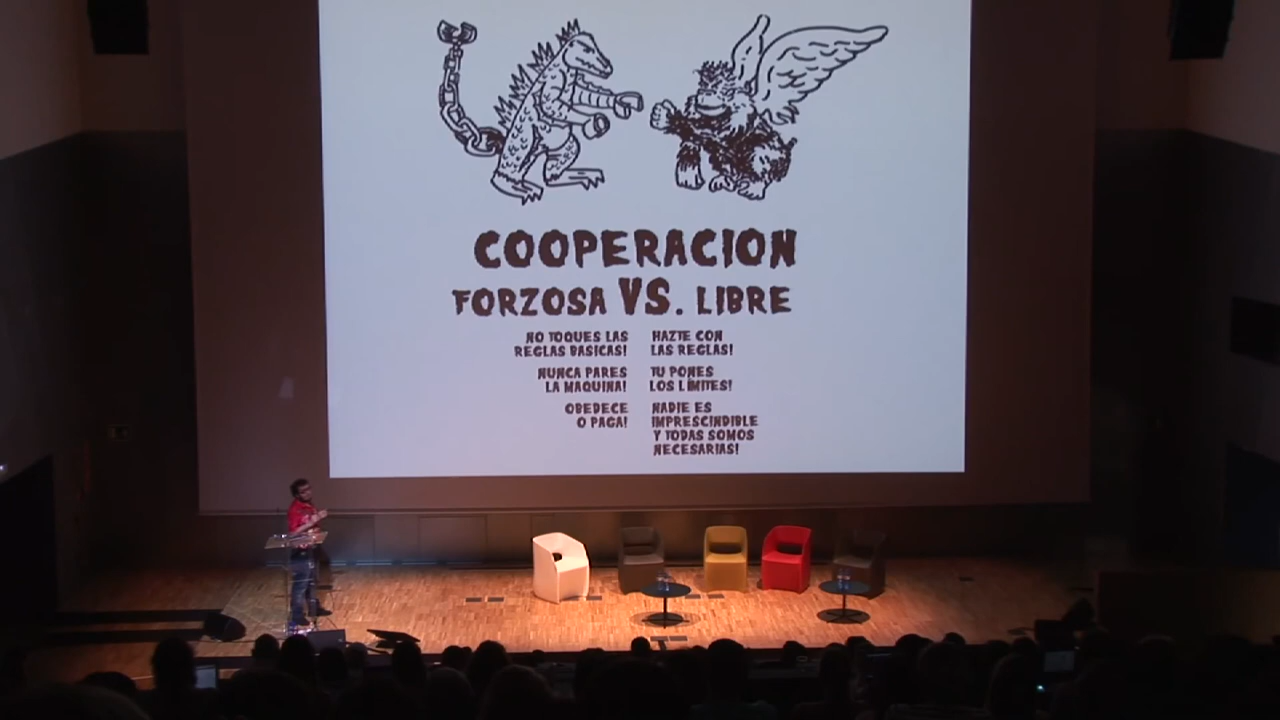 COOPERACION
FORZOSA VS. LIBRE
NO TOQUES LAS
REGLAS BASICAS!
NUNCA PARES
LA MAQUINA!
OBEDECE
O PAGA!
HAZTE CON
LAS REGLAS!
TU PONES
LOS LÍMITES!
NADIE ES
IMPRESCINDIBLE
Y TODAS SOMOS
NECESARIAS!